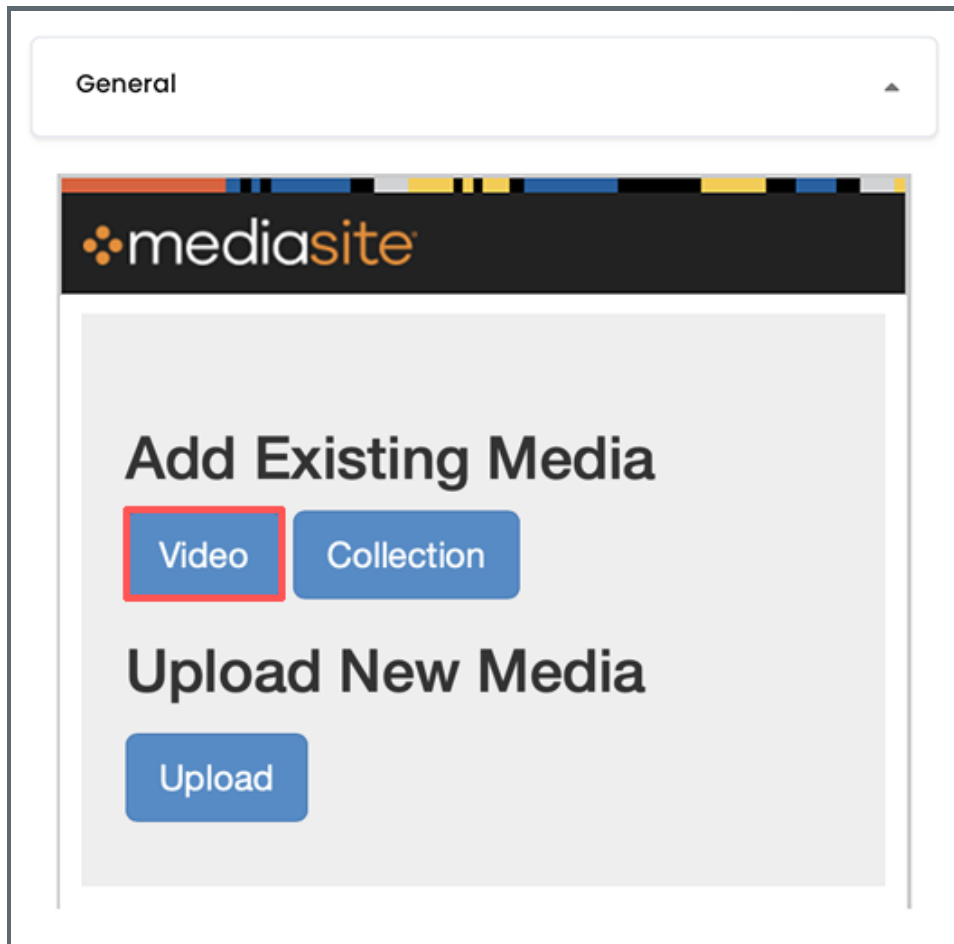 General
mediasite
Add Existing Media
Video Collection
Upload New Media
Upload